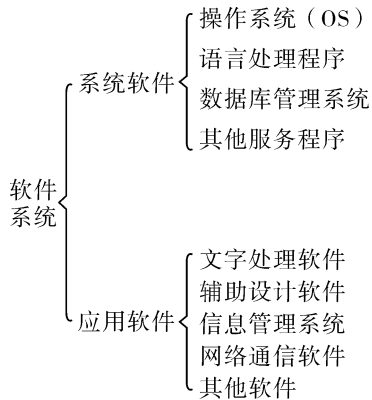 软件
系统
系统软件
操作系统（OS）
语言处理程序
数据库管理系统
其他服务程序
应用软件
文字处理软件
辅助设计软件
信息管理系统
网络通信软件
其他软件